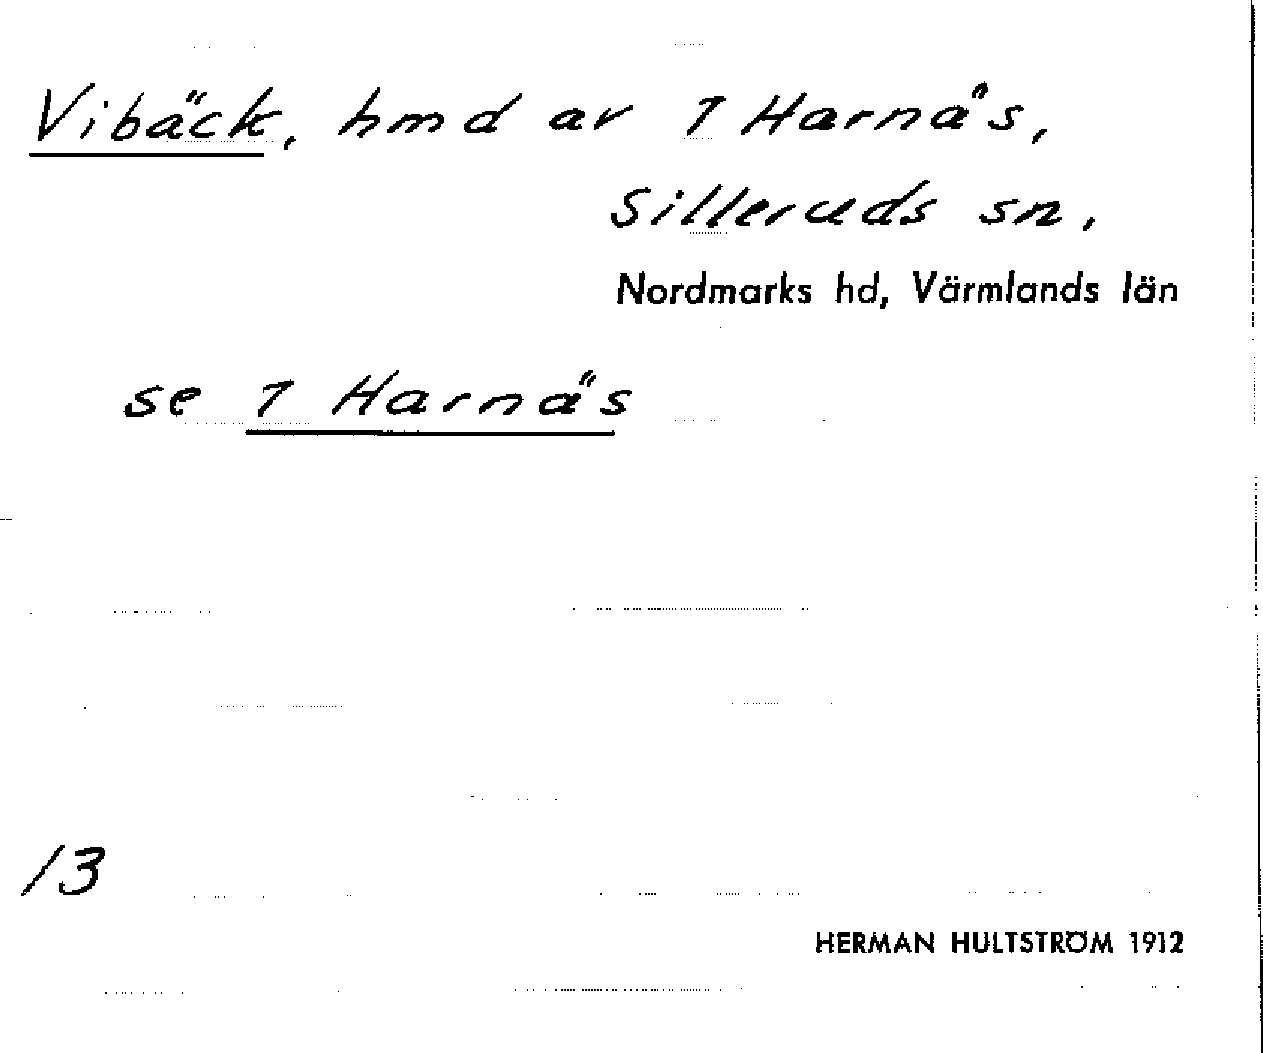 Vibäck, hmd av 1 Harnäs,
Silleruds sn,
Nordmarks hd, Värmlands län
se 1 Harnäs
13
HERMAN HULTSTRÖM 1912